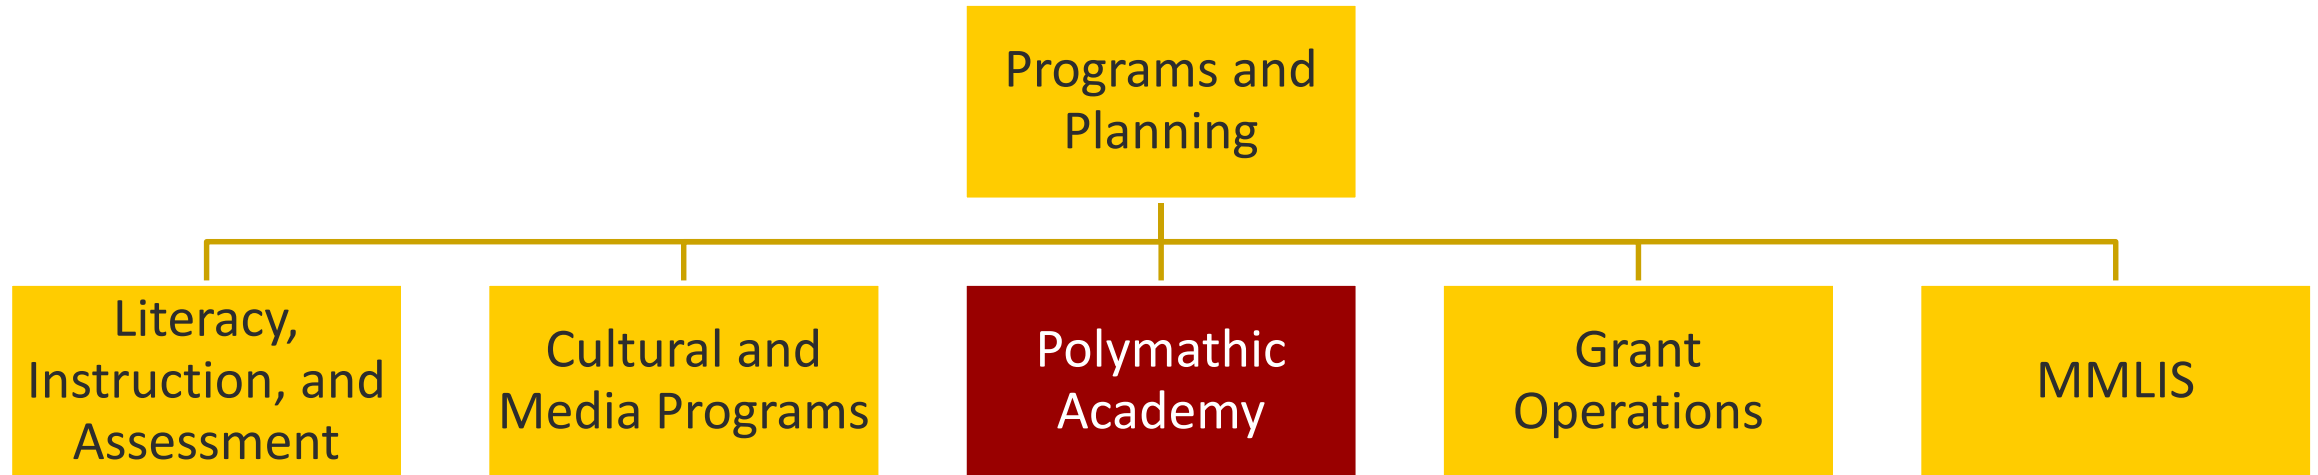 Programs and
Planning
Literacy,
Instruction, and
Assessment
Cultural and
Media Programs
Polymathic
Academy
Grant
Operations
MMLIS